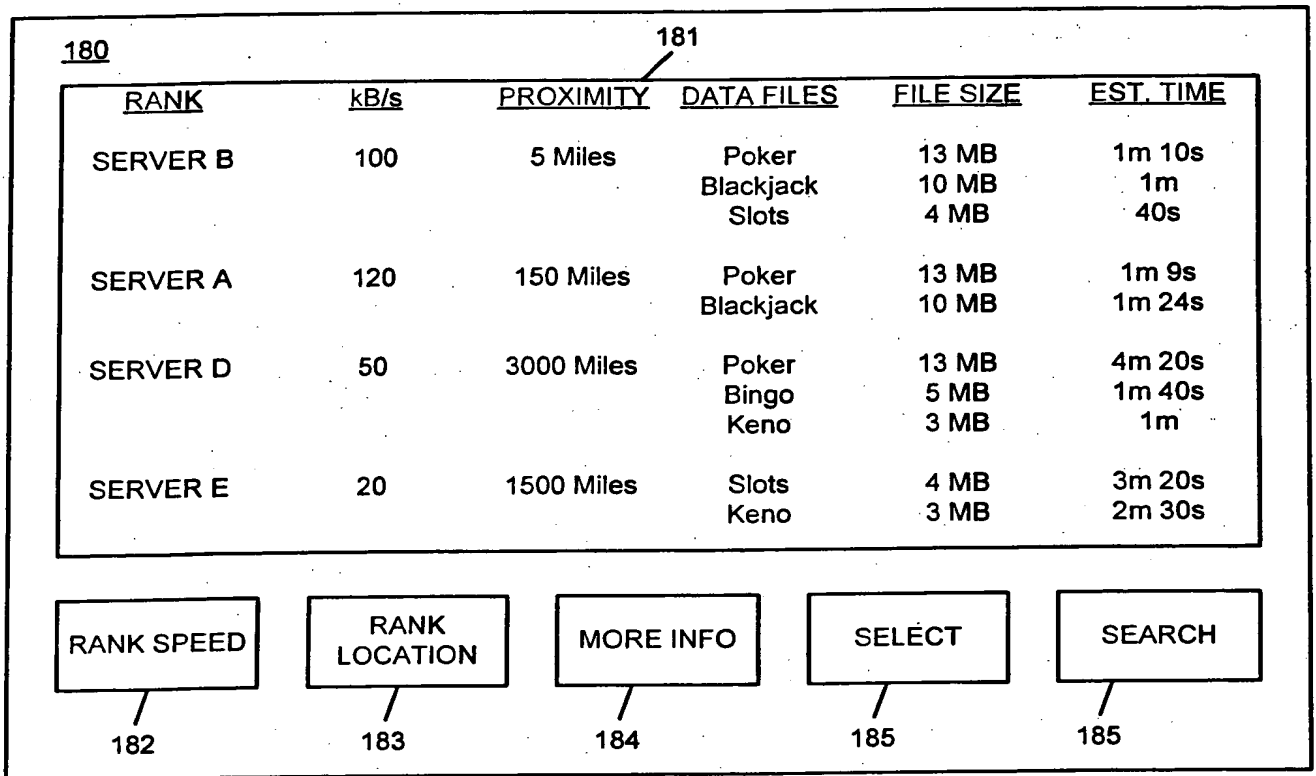 180
181
RANK kB/s PROXIMITY DATA FILES FILE SIZE EST. TIME
SERVER B 100 5 Miles Poker 13 MB 1m 10s
Blackjack 10 MB 1m
Slots 4 MB 40s
SERVER A 120 150 Miles Poker 13 MB 1m 9s
Blackjack 10 MB 1m 24s
SERVER D 50 3000 Miles Poker 13 MB 4m 20s
Bingo 5 MB 1m 40s
Keno 3 MB 1m
SERVER E 20 1500 Miles Slots 4 MB 3m 20s
Keno 3 MB 2m 30s
RANK SPEED
RANK
LOCATION
MORE INFO
SELECT
SEARCH
182 183 184 185 185